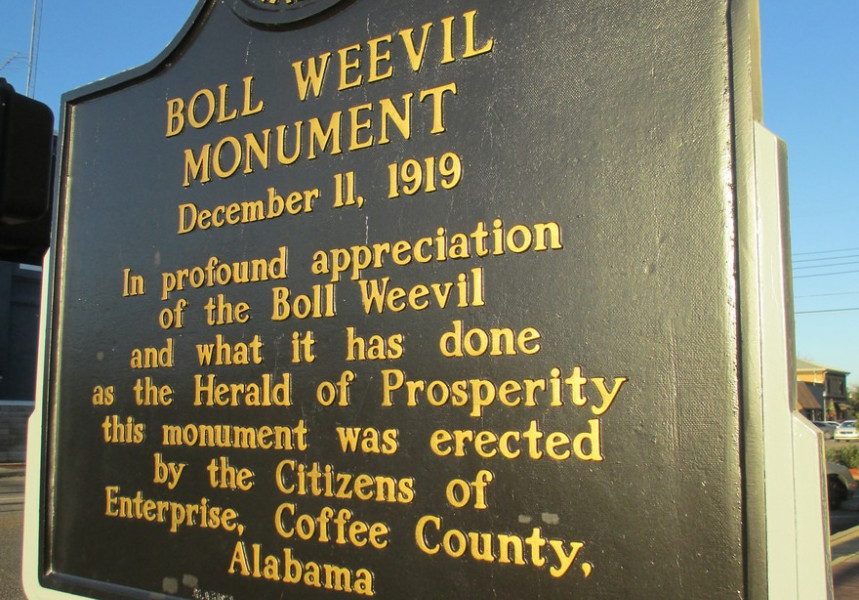 BOLL WEEVIL
MONUMENT
December 11, 1919
In profound appreciation
of the Boll Weevil
and what it has done
as the Herald of Prosperity
this monument was erected
by the Citizens of
Enterprise, Coffee County,
Alabama